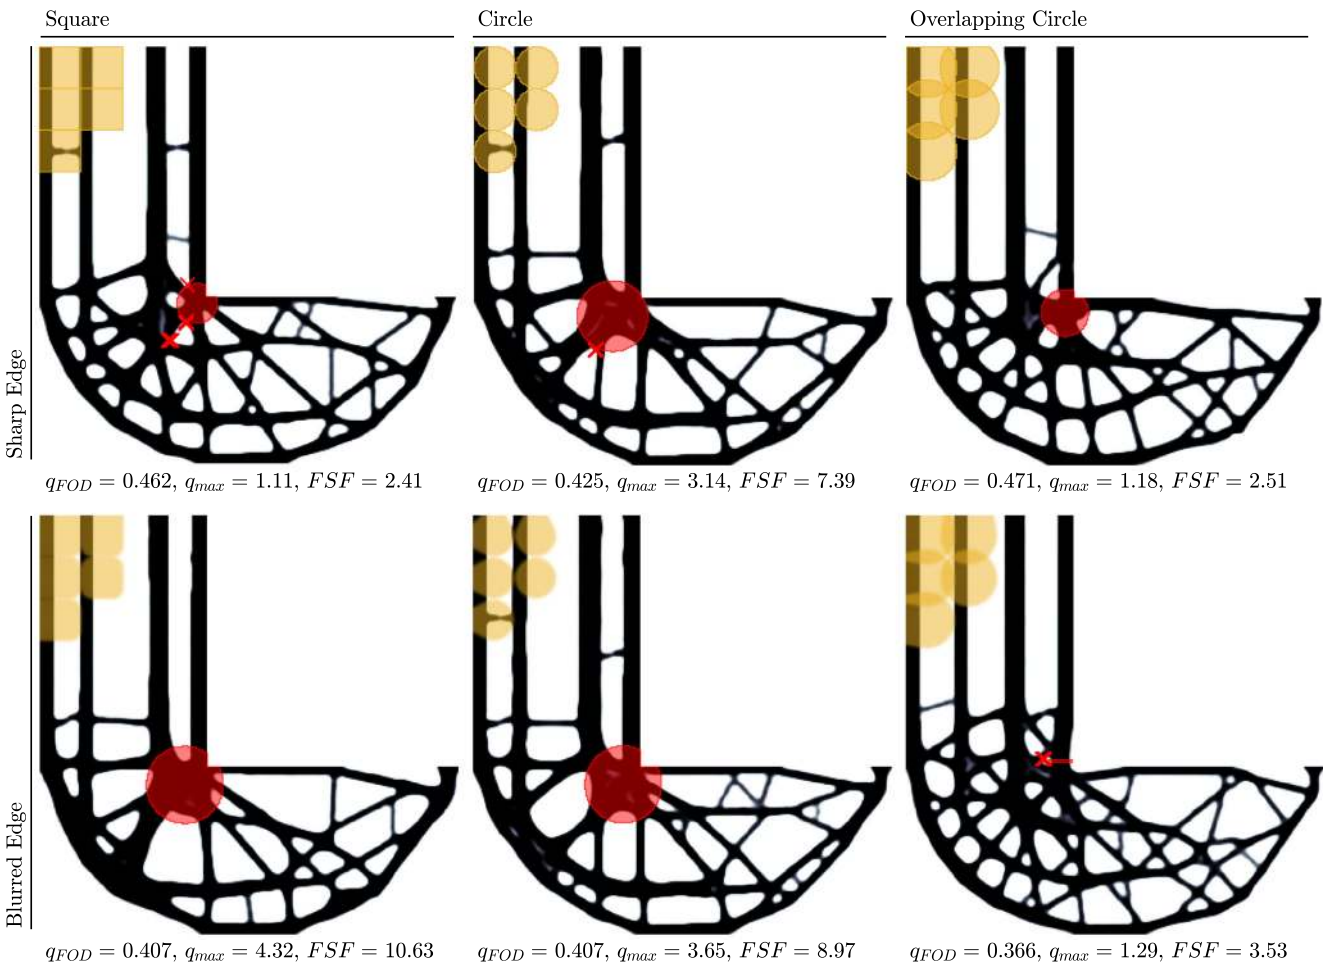 Square Circle Overlapping Circle
Sharp Edge
q_FOD = 0.462, q_max = 1.11, FSF = 2.41
q_FOD = 0.425, q_max = 3.14, FSF = 7.39
q_FOD = 0.471, q_max = 1.18, FSF = 2.51
Blurred Edge
q_FOD = 0.407, q_max = 4.32, FSF = 10.63
q_FOD = 0.407, q_max = 3.65, FSF = 8.97
q_FOD = 0.366, q_max = 1.29, FSF = 3.53